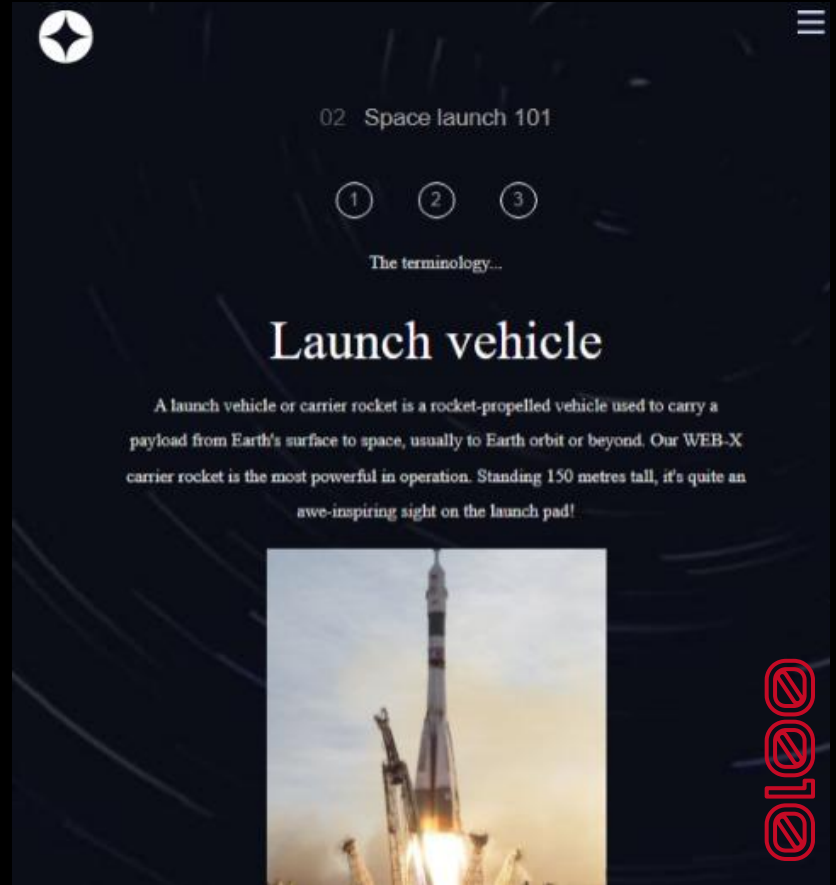 02 Space launch 101
1 2 3
The terminology...
Launch vehicle
A launch vehicle or carrier rocket is a rocket-propelled vehicle used to carry a
payload from Earth's surface to space, usually to Earth orbit or beyond. Our WEB-X
carrier rocket is the most powerful in operation. Standing 150 metres tall, it's quite an
awe-inspiring sight on the launch pad!
0100